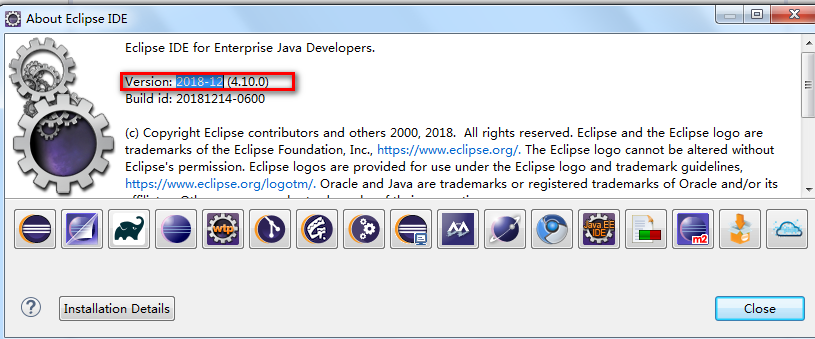 About Eclipse IDE
Eclipse IDE for Enterprise Java Developers.
Version: 2018-12 (4.10.0)
Build id: 20181214-0600
(c) Copyright Eclipse contributors and others 2000, 2018.  All rights reserved. Eclipse and the Eclipse logo are
trademarks of the Eclipse Foundation, Inc., https://www.eclipse.org/. The Eclipse logo cannot be altered without
Eclipse's permission. Eclipse logos are provided for use under the Eclipse logo and trademark guidelines,
https://www.eclipse.org/logotm/. Oracle and Java are trademarks or registered trademarks of Oracle and/or its
wtp
Java EE
IDE
m2
?
Installation Details
Close